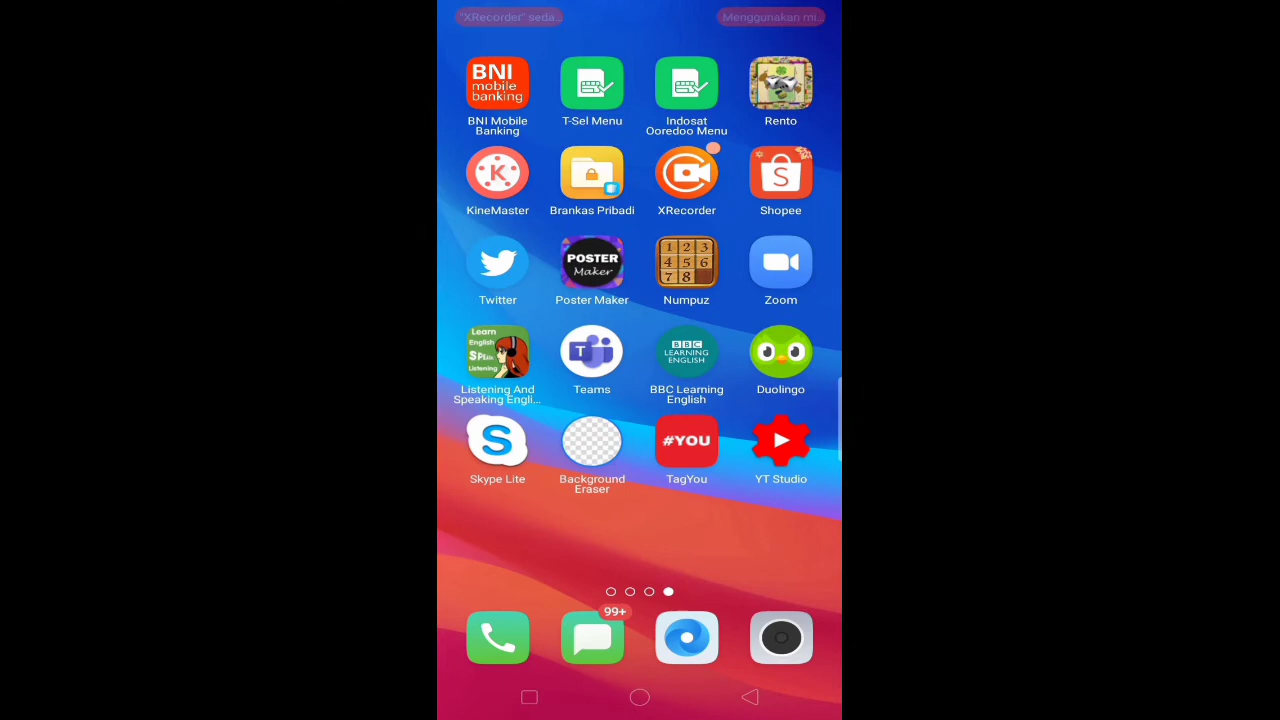 "XRecorder" seda...
Menggunakan mi...
BNI
mobile
banking
BNI Mobile
Banking
T-Sel Menu
Indosat
Ooredoo Menu
Rento
K
KineMaster
Brankas Pribadi
XRecorder
S
Shopee
Twitter
POSTER
Maker
Poster Maker
1 2 3
4 5 6
7 8
Numpuz
Zoom
Learn
English
Speak
Listening
Listening And
Speaking Engli...
T
Teams
BBC
LEARNING
ENGLISH
BBC Learning
English
Duolingo
S
Skype Lite
Background
Eraser
#YOU
TagYou
YT Studio
99+